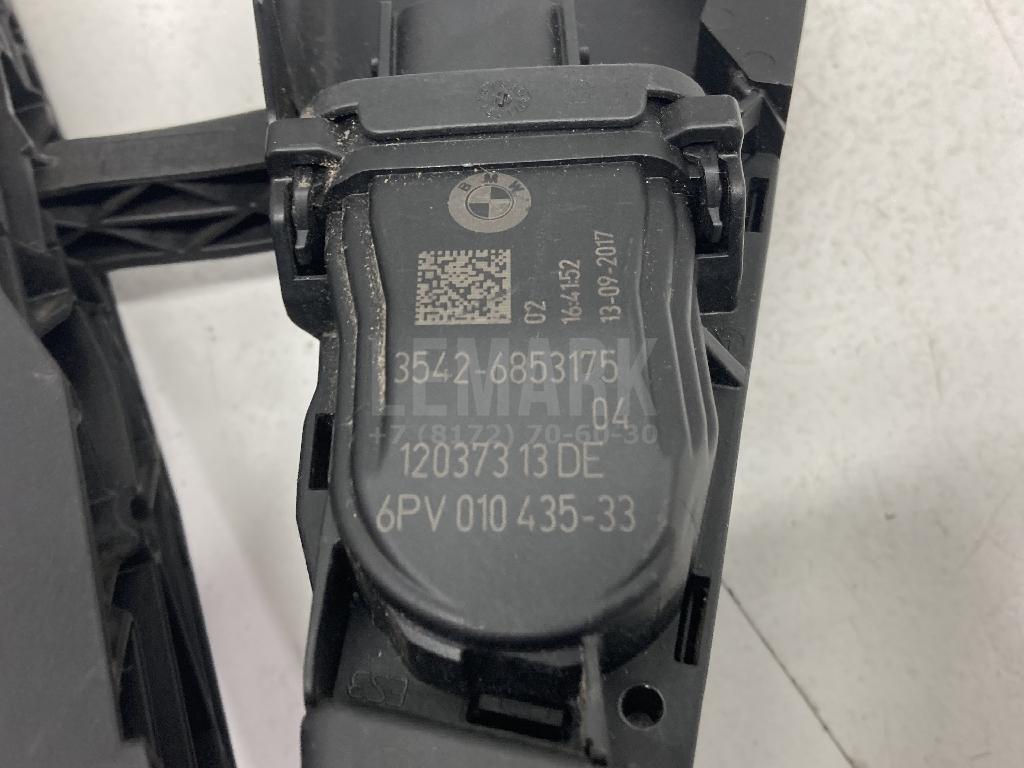 BMW
02
164152
13-09-2017
3542-6853175
04
LEMARK
+7 (8172) 70-60-30
120373 13 DE
6PV 010 435-33